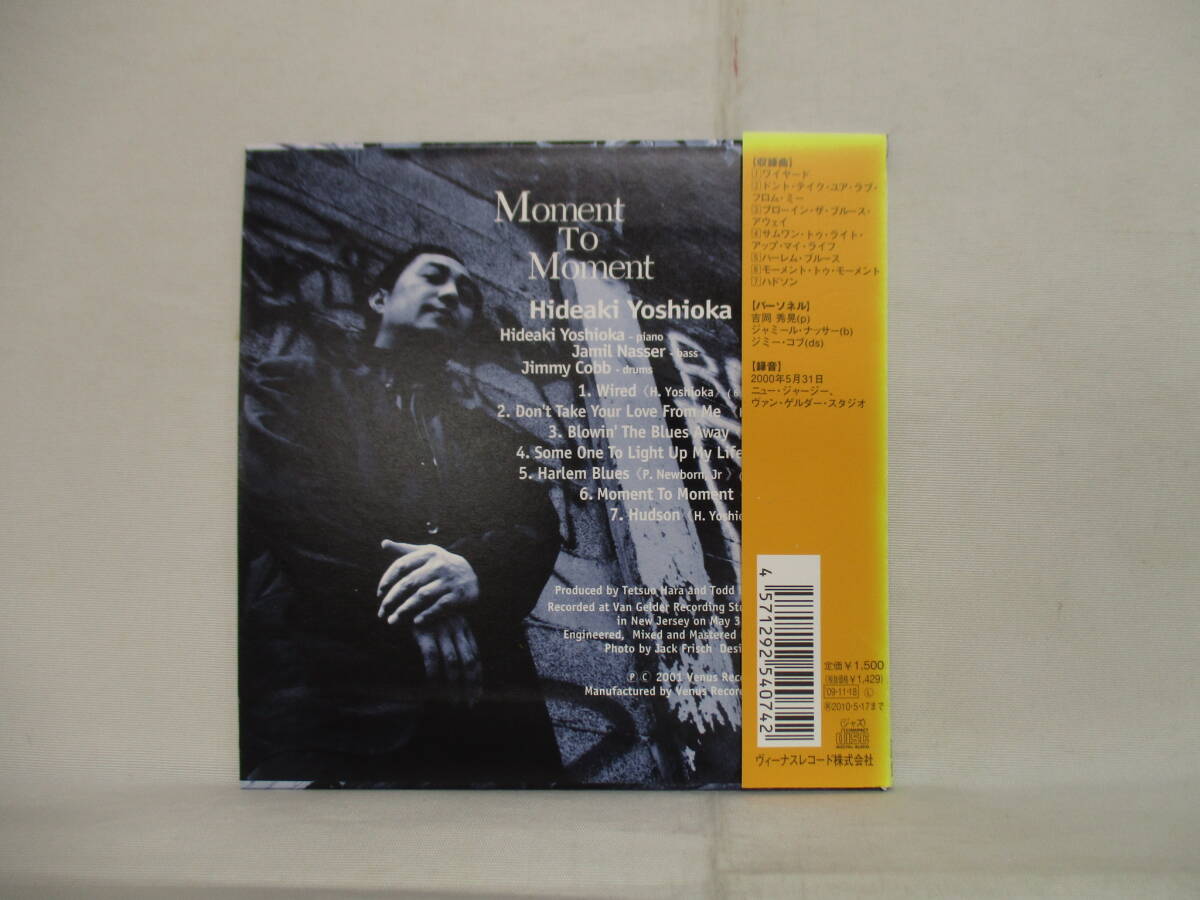 Moment
To
Moment
Hideaki Yoshioka
Hideaki Yoshioka - piano
Jamil Nasser - bass
Jimmy Cobb - drums
1. Wired 〈H. Yoshioka〉
2. Don't Take Your Love From Me
3. Blowin' The Blues Away
4. Some One To Light Up My Life
5. Harlem Blues 〈P. Newborn, Jr 〉
6. Moment To Moment
7. Hudson 〈H. Yoshio
Produced by Tetsuo Hara and Todd
Recorded at Van Gelder Recording Stu
in New Jersey on May 3
Engineered, Mixed and Mastered
Photo by Jack Frisch Desi
Ⓟ Ⓒ 2001 Venus Reco
Manufactured by Venus Recor
【収録曲】
①ワイヤード
②ドント・テイク・ユア・ラブ・
フロム・ミー
③ブローイン・ザ・ブルース・
アウェイ
④サムワン・トゥ・ライト・
アップ・マイ・ライフ
⑤ハーレム・ブルース
⑥モーメント・トゥ・モーメント
⑦ハドソン
【パーソネル】
吉岡 秀晃(p)
ジャミール・ナッサー(b)
ジミー・コブ(ds)
【録音】
2000年5月31日
ニュー・ジャージー、
ヴァン・ゲルダー・スタジオ
4 571292 540742
定価￥1,500
(税抜価格￥1,429)
'09・11・18 Ⓛ
®2010・5・17まで
(ジャズ)
COMPACT
disc
DIGITAL AUDIO
ヴィーナスレコード株式会社